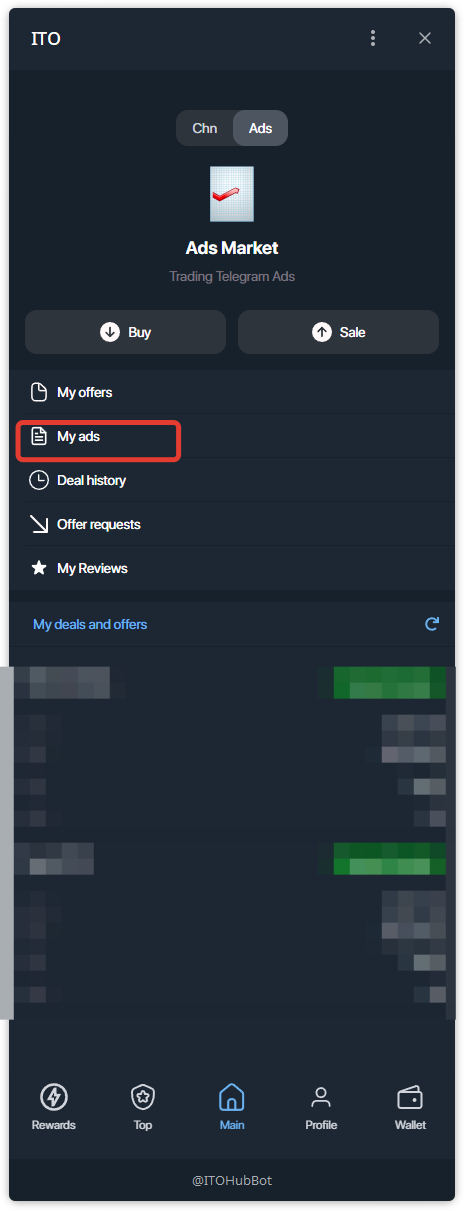 ITO
Chn Ads
Ads Market
Trading Telegram Ads
Buy Sale
My offers
My ads
Deal history
Offer requests
My Reviews
My deals and offers
Rewards Top Main Profile Wallet
@ITOHubBot